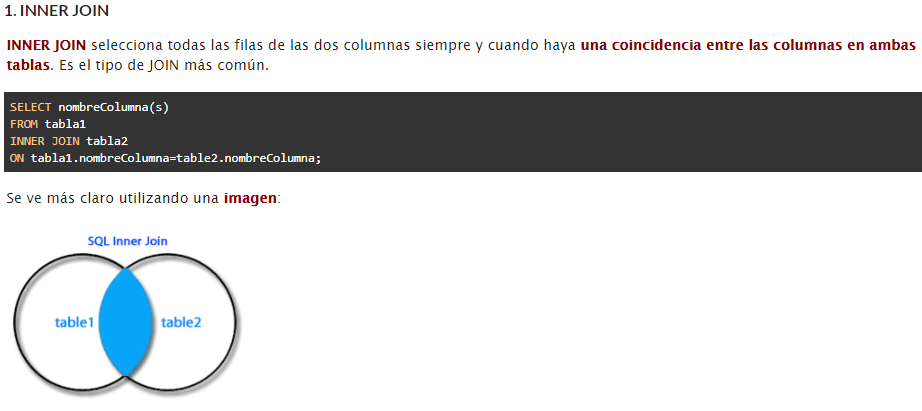 1. INNER JOIN
INNER JOIN selecciona todas las filas de las dos columnas siempre y cuando haya una coincidencia entre las columnas en ambas
tablas. Es el tipo de JOIN más común.
SELECT nombreColumna(s)
FROM tabla1
INNER JOIN tabla2
ON tabla1.nombreColumna=table2.nombreColumna;
Se ve más claro utilizando una imagen:
SQL Inner Join
table1
table2